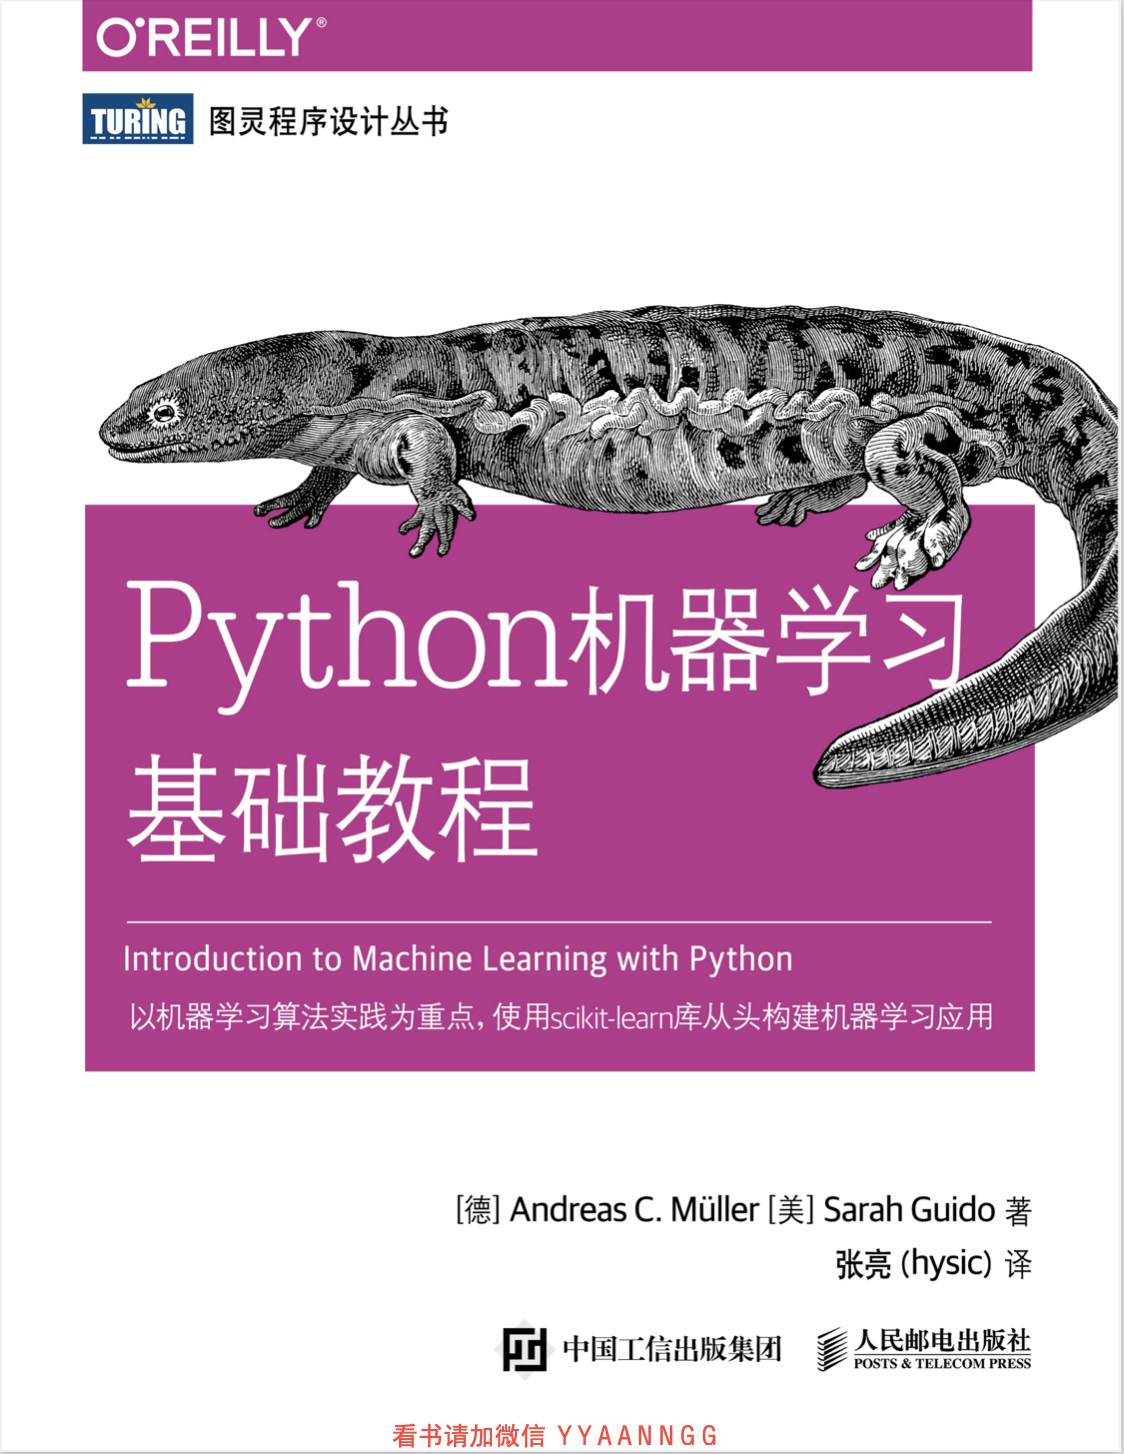 O'REILLY®
TURING 图灵程序设计丛书
Python机器学习
基础教程
Introduction to Machine Learning with Python
以机器学习算法实践为重点，使用scikit-learn库从头构建机器学习应用
[德] Andreas C. Müller [美] Sarah Guido 著
张亮 (hysic) 译
中国工信出版集团
人民邮电出版社
POSTS & TELECOM PRESS
看书请加微信 YYAANNGG